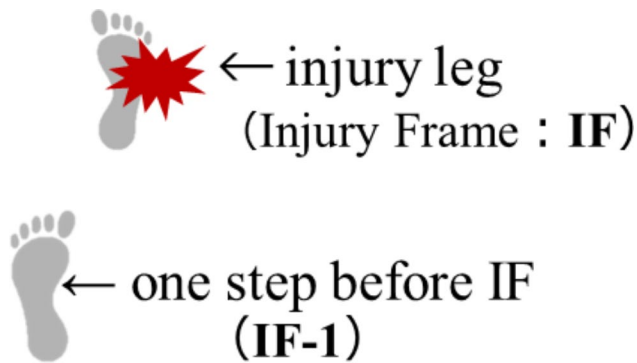 ← injury leg
（Injury Frame：IF）
← one step before IF
（IF-1）